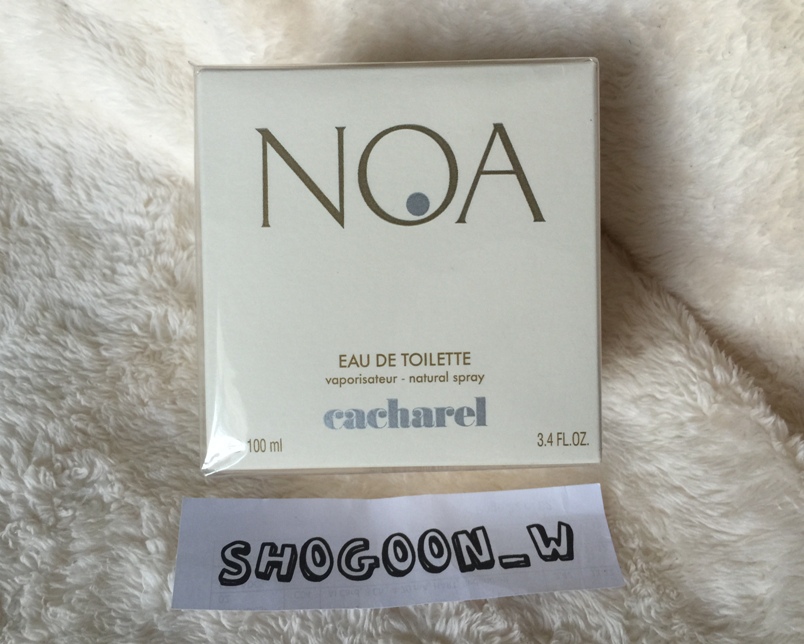 NOA
EAU DE TOILETTE
vaporisateur - natural spray
cacharel
100 ml 3.4 FL.OZ.
SHOGOON_W